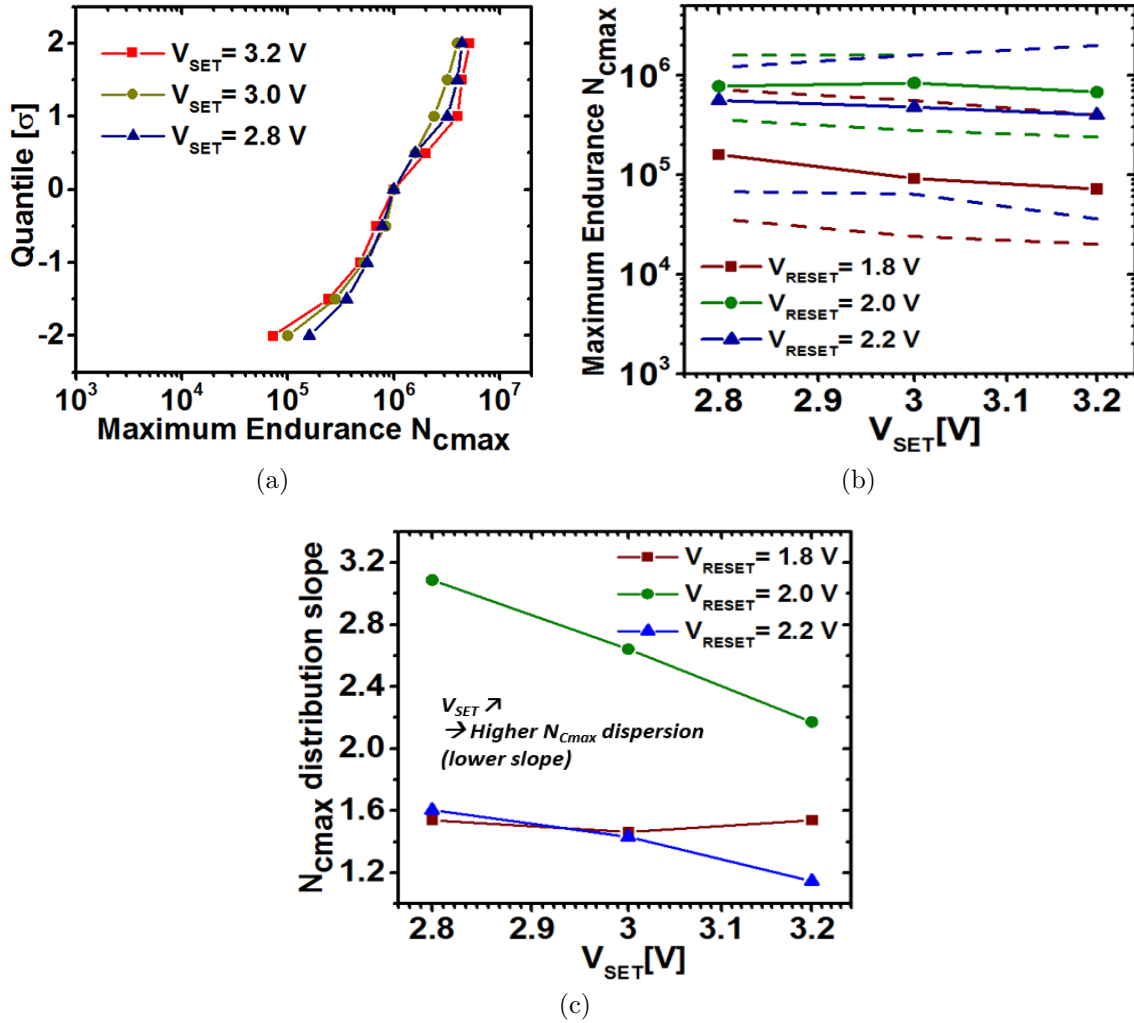 V_SET= 3.2 V
V_SET= 3.0 V
V_SET= 2.8 V
Quantile [σ]
2
1
0
-1
-2
10^3
10^4
10^5
10^6
10^7
Maximum Endurance N_cmax
(a)
Maximum Endurance N_cmax
10^6
10^5
10^4
10^3
V_RESET= 1.8 V
V_RESET= 2.0 V
V_RESET= 2.2 V
2.8
2.9
3
3.1
3.2
V_SET[V]
(b)
N_cmax distribution slope
3.2
2.8
2.4
2.0
1.6
1.2
V_RESET= 1.8 V
V_RESET= 2.0 V
V_RESET= 2.2 V
V_SET ↗
→ Higher N_Cmax dispersion
(lower slope)
2.8
2.9
3
3.1
3.2
V_SET[V]
(c)